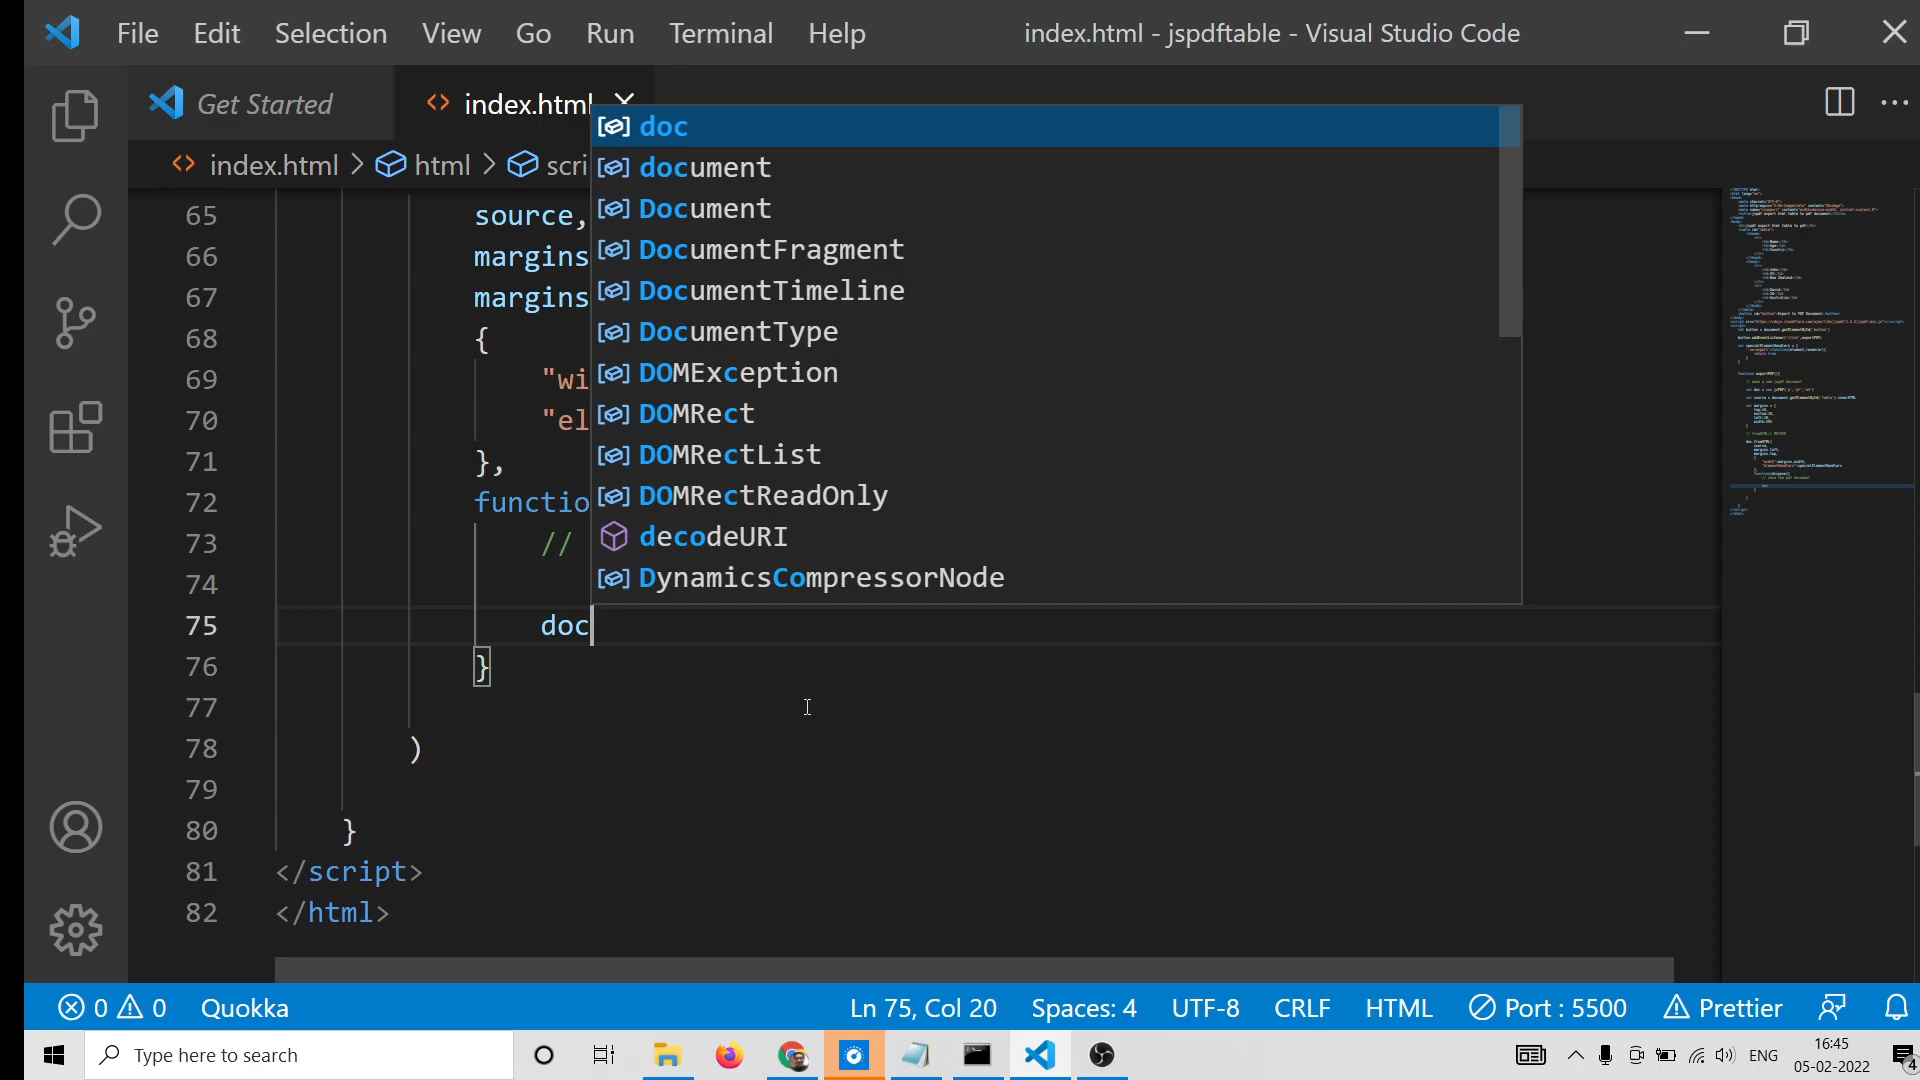 File Edit Selection View Go Run Terminal Help index.html - jspdftable - Visual Studio Code
Get Started index.html
index.html > html > scri
doc
document
Document
DocumentFragment
DocumentTimeline
DocumentType
DOMException
DOMRect
DOMRectList
DOMRectReadOnly
decodeURI
DynamicsCompressorNode
65 source,
66 margins
67 margins
68 {
69 "wi
70 "el
71 },
72 functio
73 //
74
75 doc
76 }
77
78 )
79
80 }
81 </script>
82 </html>
0 0 Quokka Ln 75, Col 20 Spaces: 4 UTF-8 CRLF HTML Port : 5500 Prettier
Type here to search ENG 16:45
05-02-2022 4